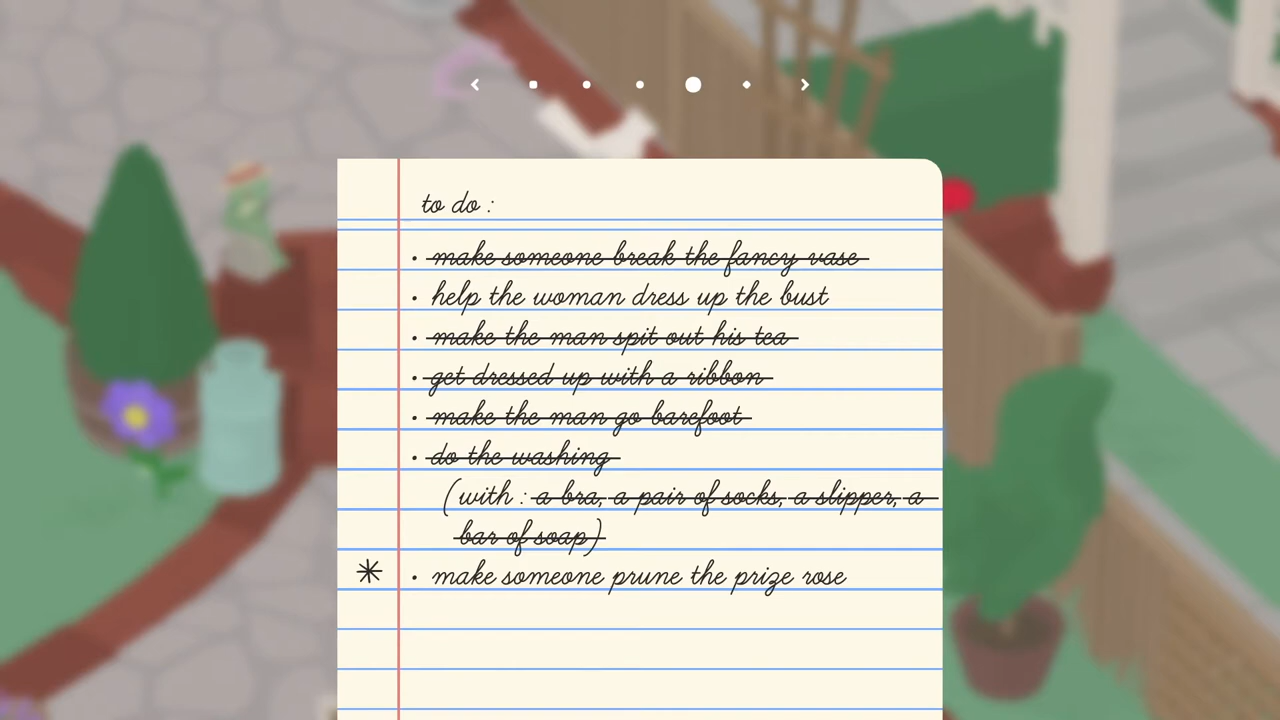 to do :
• make someone break the fancy vase
• help the woman dress up the bust
• make the man spit out his tea
• get dressed up with a ribbon
• make the man go barefoot
• do the washing
(with : a bra, a pair of socks, a slipper, a
bar of soap)
• make someone prune the prize rose